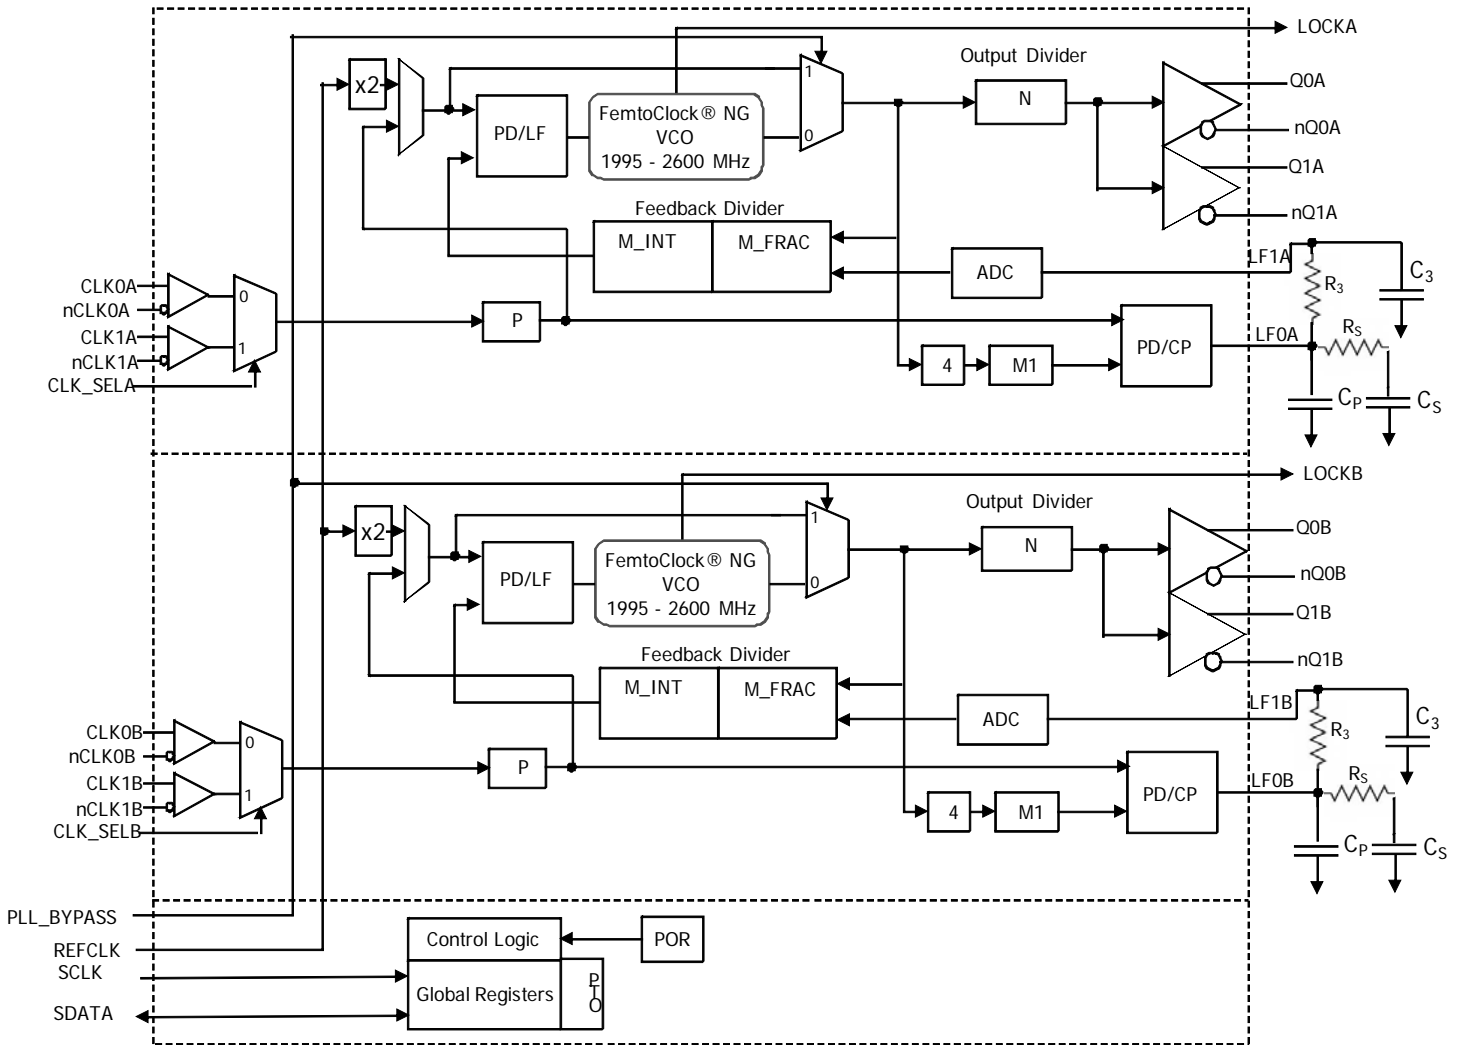 LOCKA
Output Divider
x2
1
N
Q0A
PD/LF
FemtoClock® NG
VCO
1995 - 2600 MHz
0
nQ0A
Q1A
Feedback Divider
nQ1A
M_INT
M_FRAC
ADC
LF1A
C3
R3
CLK0A
0
nCLK0A
CLK1A
1
nCLK1A
CLK_SELA
P
PD/CP
LF0A
RS
4
M1
CP
CS
LOCKB
Output Divider
x2
1
N
Q0B
PD/LF
FemtoClock® NG
VCO
1995 - 2600 MHz
0
nQ0B
Q1B
Feedback Divider
nQ1B
M_INT
M_FRAC
ADC
LF1B
C3
R3
CLK0B
0
nCLK0B
CLK1B
1
nCLK1B
CLK_SELB
P
PD/CP
LF0B
RS
4
M1
CP
CS
PLL_BYPASS
REFCLK
SCLK
SDATA
Control Logic
POR
Global Registers
PTO